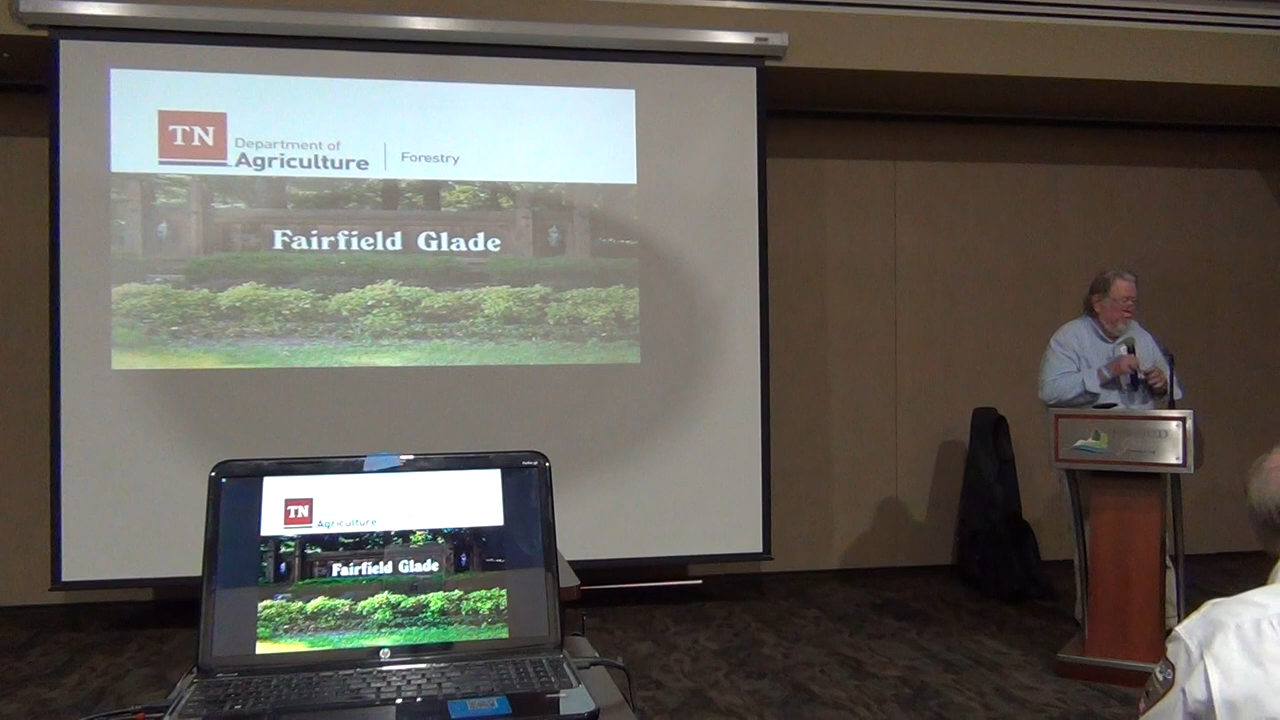 TN
Department of
Agriculture
Forestry
Fairfield Glade
TN
Agriculture
Fairfield Glade
hp